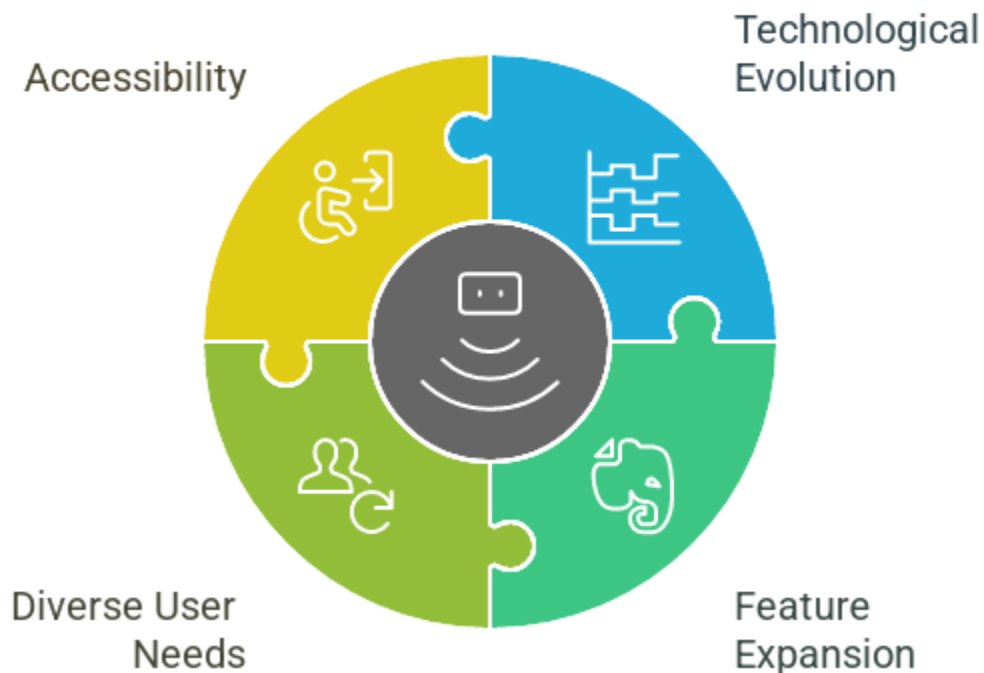 Technological
Evolution
Accessibility
Diverse User
Needs
Feature
Expansion